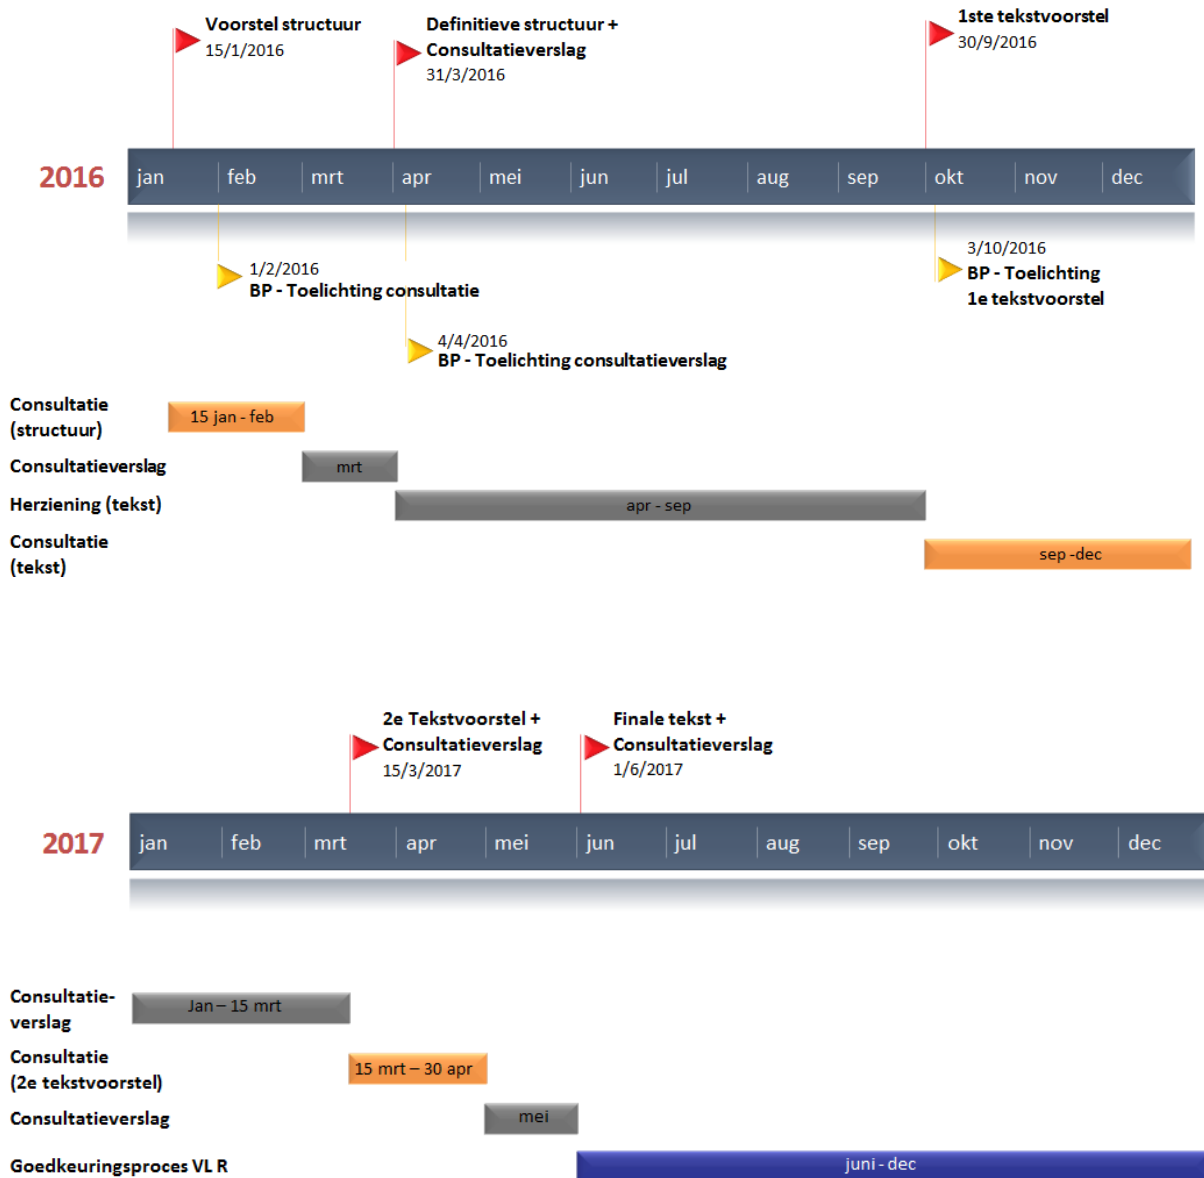 Voorstel structuur
15/1/2016
Definitieve structuur +
Consultatieverslag
31/3/2016
1ste tekstvoorstel
30/9/2016
2016
jan feb mrt apr mei jun jul aug sep okt nov dec
1/2/2016
BP - Toelichting consultatie
4/4/2016
BP - Toelichting consultatieverslag
3/10/2016
BP - Toelichting
1e tekstvoorstel
Consultatie
(structuur)
15 jan - feb
Consultatieverslag
mrt
Herziening (tekst)
apr - sep
Consultatie
(tekst)
sep -dec
2e Tekstvoorstel +
Consultatieverslag
15/3/2017
Finale tekst +
Consultatieverslag
1/6/2017
2017
jan feb mrt apr mei jun jul aug sep okt nov dec
Consultatie-
verslag
Jan – 15 mrt
Consultatie
(2e tekstvoorstel)
15 mrt – 30 apr
Consultatieverslag
mei
Goedkeuringsproces VL R
juni - dec